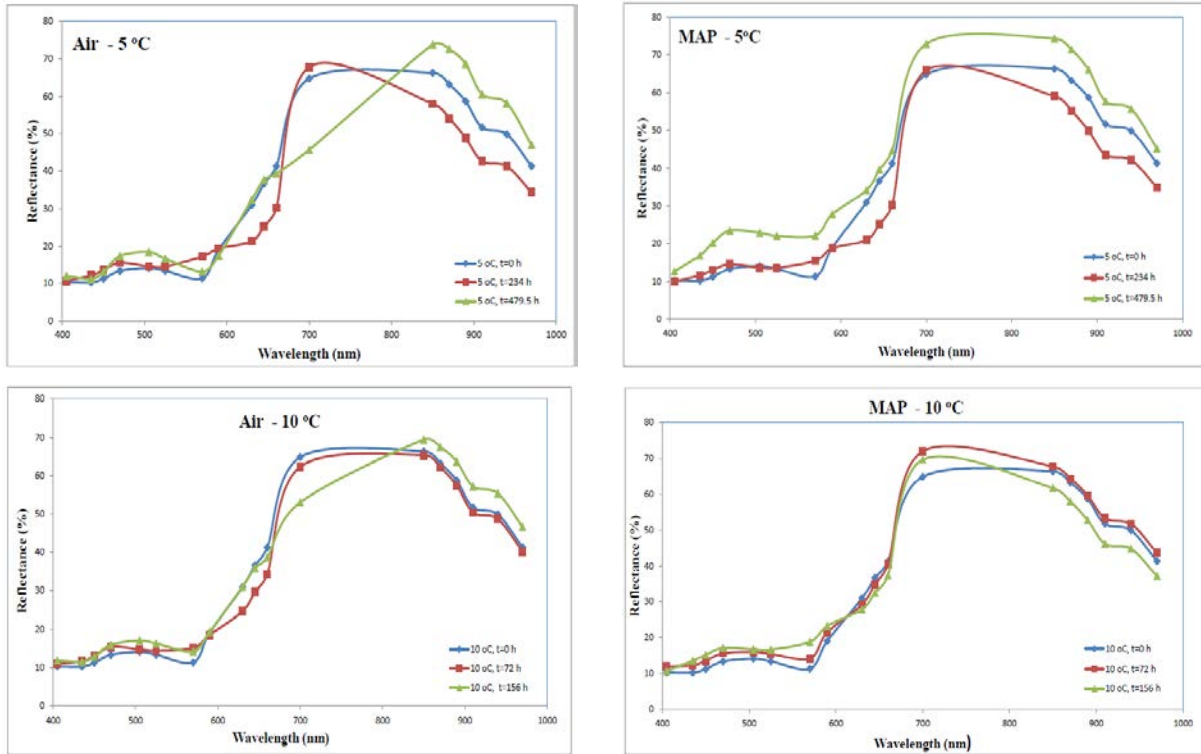 Air - 5 °C
Reflectance (%)
80
70
60
50
40
30
20
10
0
5 oC, t=0 h
5 oC, t=234 h
5 oC, t=479.5 h
400 500 600 700 800 900 1000
Wavelength (nm)
MAP - 5°C
Reflectance (%)
80
70
60
50
40
30
20
10
0
5 oC, t=0 h
5 oC, t=234 h
5 oC, t=479.5 h
400 500 600 700 800 900 1000
Wavelength (nm)
Air - 10 °C
Reflectance (%)
80
70
60
50
40
30
20
10
0
10 oC, t=0 h
10 oC, t=72 h
10 oC, t=156 h
400 500 600 700 800 900 1000
Wavelength (nm)
MAP - 10 °C
Reflectance (%)
80
70
60
50
40
30
20
10
0
10 oC, t=0 h
10 oC, t=72 h
10 oC, t=156 h
400 500 600 700 800 900 1000
Wavelength (nm)